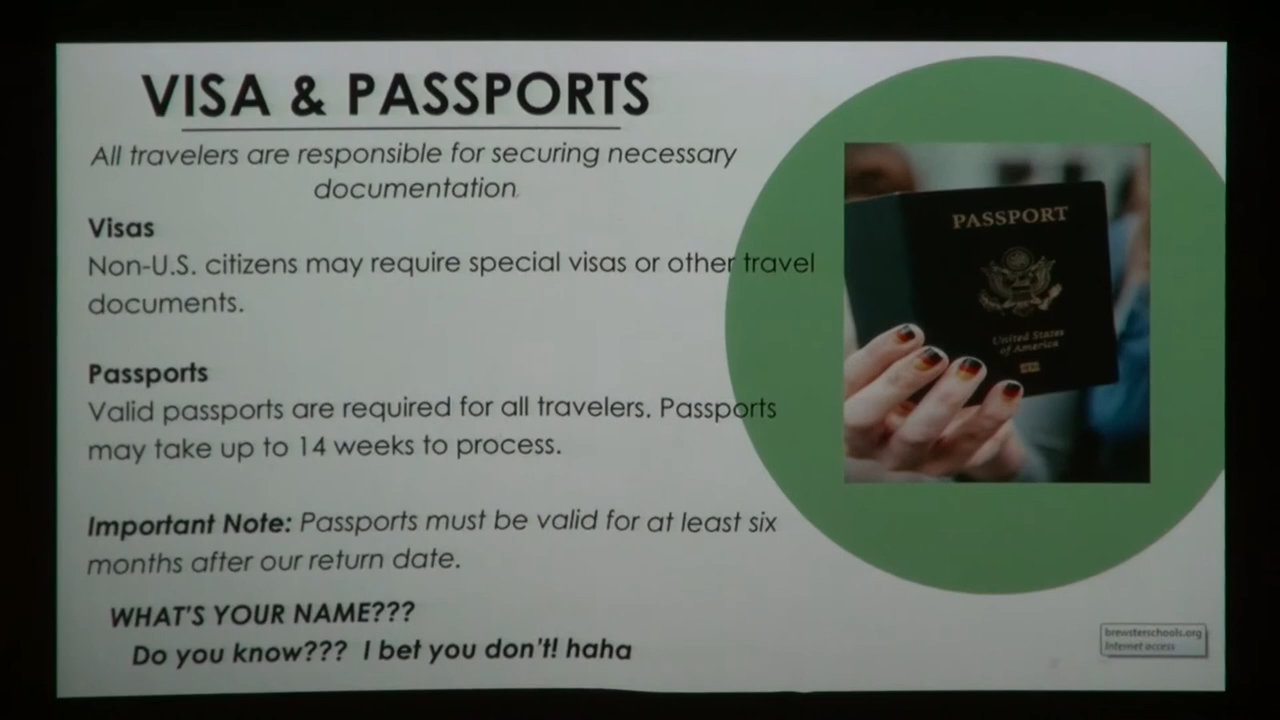 VISA & PASSPORTS
All travelers are responsible for securing necessary
documentation.
Visas
Non-U.S. citizens may require special visas or other travel
documents.
Passports
Valid passports are required for all travelers. Passports
may take up to 14 weeks to process.
Important Note: Passports must be valid for at least six
months after our return date.
WHAT'S YOUR NAME???
Do you know??? I bet you don't! haha
PASSPORT
United States
of America
brewsterschools.org
Internet access